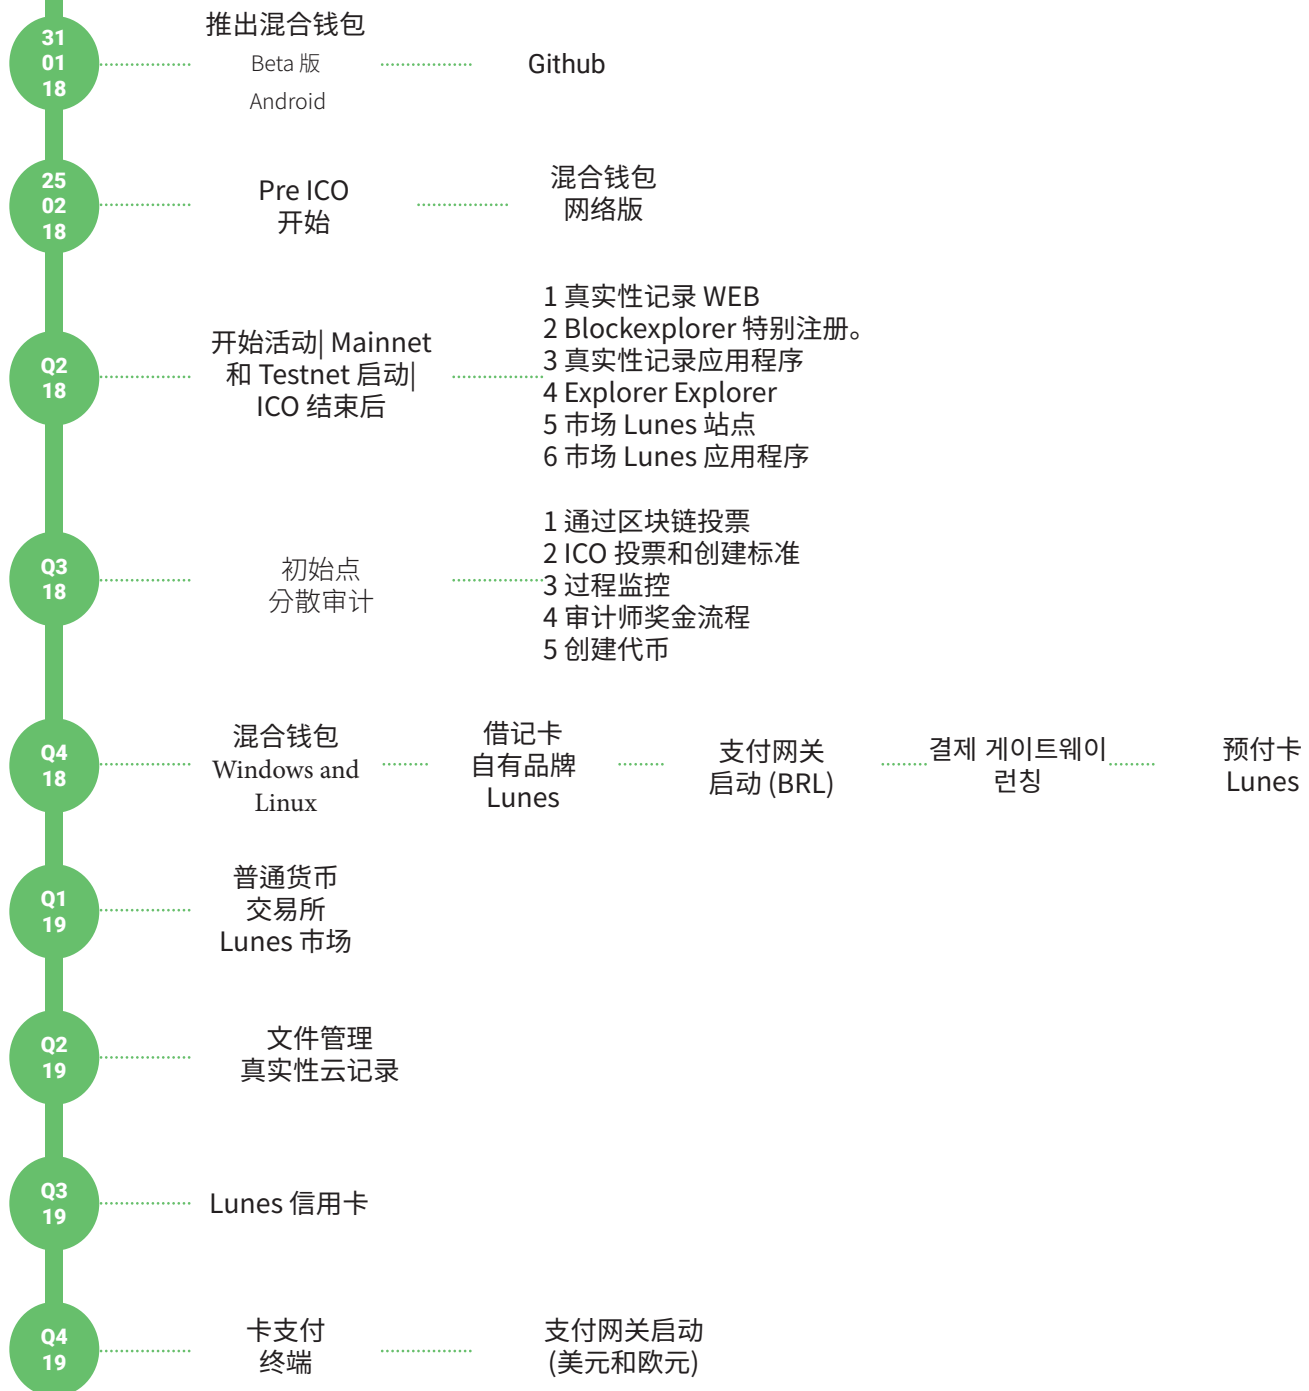 31
01
18
推出混合钱包
Beta 版
Android
Github
25
02
18
Pre ICO
开始
混合钱包
网络版
Q2
18
开始活动| Mainnet
和 Testnet 启动|
ICO 结束后
1 真实性记录 WEB
2 Blockexplorer 特别注册。
3 真实性记录应用程序
4 Explorer Explorer
5 市场 Lunes 站点
6 市场 Lunes 应用程序
Q3
18
初始点
分散审计
1 通过区块链投票
2 ICO 投票和创建标准
3 过程监控
4 审计师奖金流程
5 创建代币
Q4
18
混合钱包
Windows and
Linux
借记卡
自有品牌
Lunes
支付网关
启动 (BRL)
결제 게이트웨이
런칭
预付卡
Lunes
Q1
19
普通货币
交易所
Lunes 市场
Q2
19
文件管理
真实性云记录
Q3
19
Lunes 信用卡
Q4
19
卡支付
终端
支付网关启动
(美元和欧元)